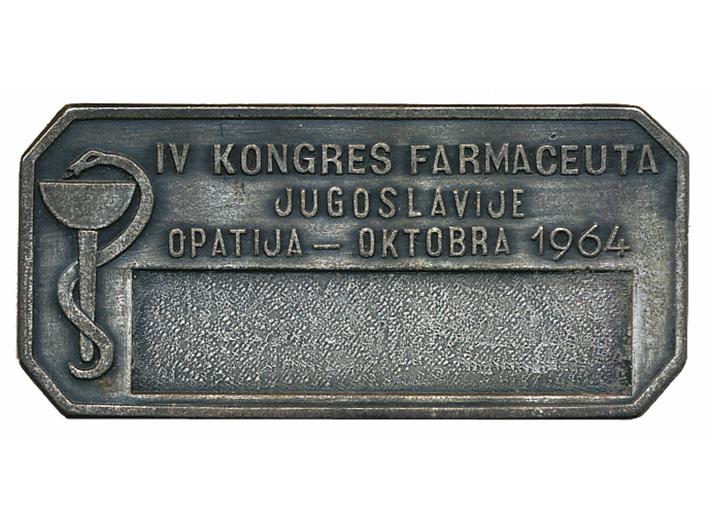 IV KONGRES FARMACEUTA
JUGOSLAVIJE
OPATIJA — OKTOBRA 1964